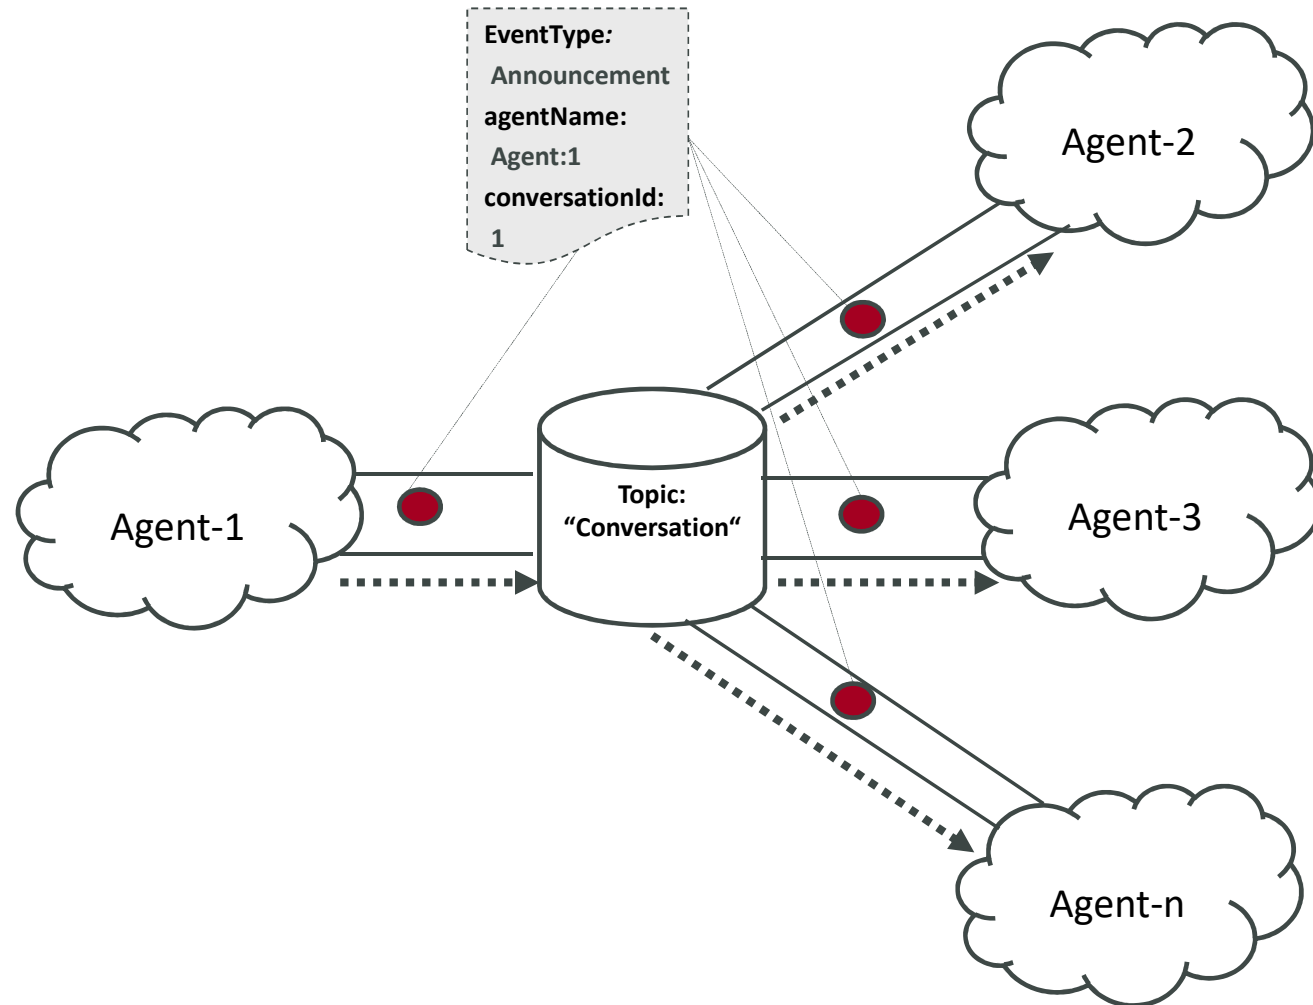 EventType:
Announcement
agentName:
Agent:1
conversationId:
1
Agent-2
Agent-1
Topic:
“Conversation“
Agent-3
Agent-n